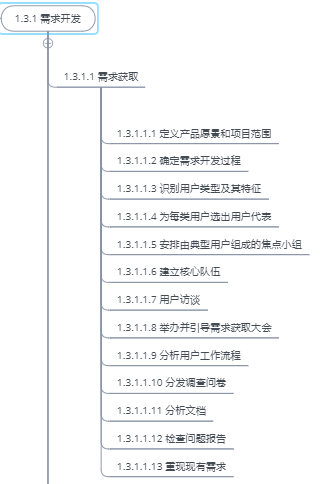 1.3.1 需求开发
1.3.1.1 需求获取
1.3.1.1.1 定义产品愿景和项目范围
1.3.1.1.2 确定需求开发过程
1.3.1.1.3 识别用户类型及其特征
1.3.1.1.4 为每类用户选出用户代表
1.3.1.1.5 安排由典型用户组成的焦点小组
1.3.1.1.6 建立核心队伍
1.3.1.1.7 用户访谈
1.3.1.1.8 举办并引导需求获取大会
1.3.1.1.9 分析用户工作流程
1.3.1.1.10 分发调查问卷
1.3.1.1.11 分析文档
1.3.1.1.12 检查问题报告
1.3.1.1.13 重现现有需求